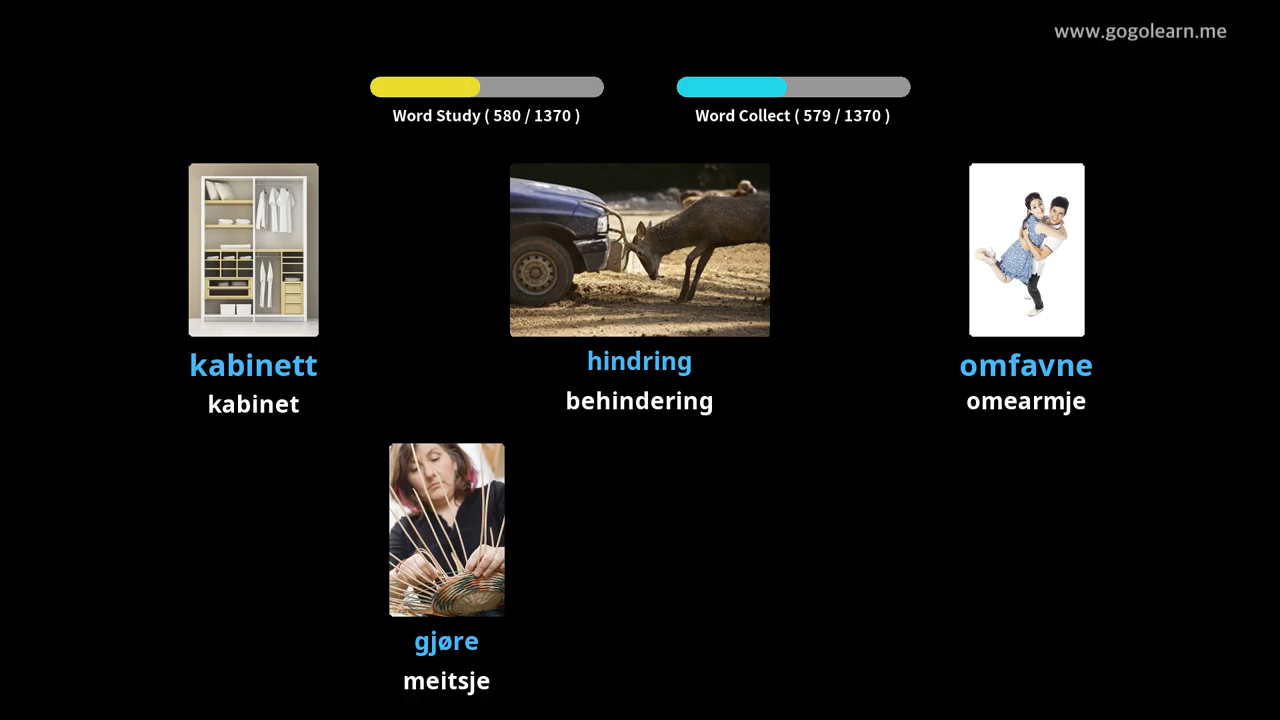 www.gogolearn.me
Word Study ( 580 / 1370 )
Word Collect ( 579 / 1370 )
kabinett
kabinet
hindring
behindering
omfavne
omearmje
gjøre
meitsje